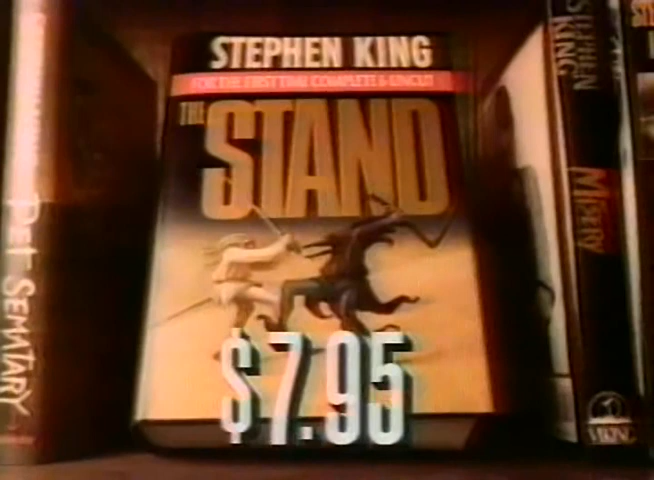 STEPHEN KING
FOR THE FIRST TIME COMPLETE & UNCUT
THE STAND
$7.95
PET SEMATARY
STEPHEN KING
MISERY
VIKING